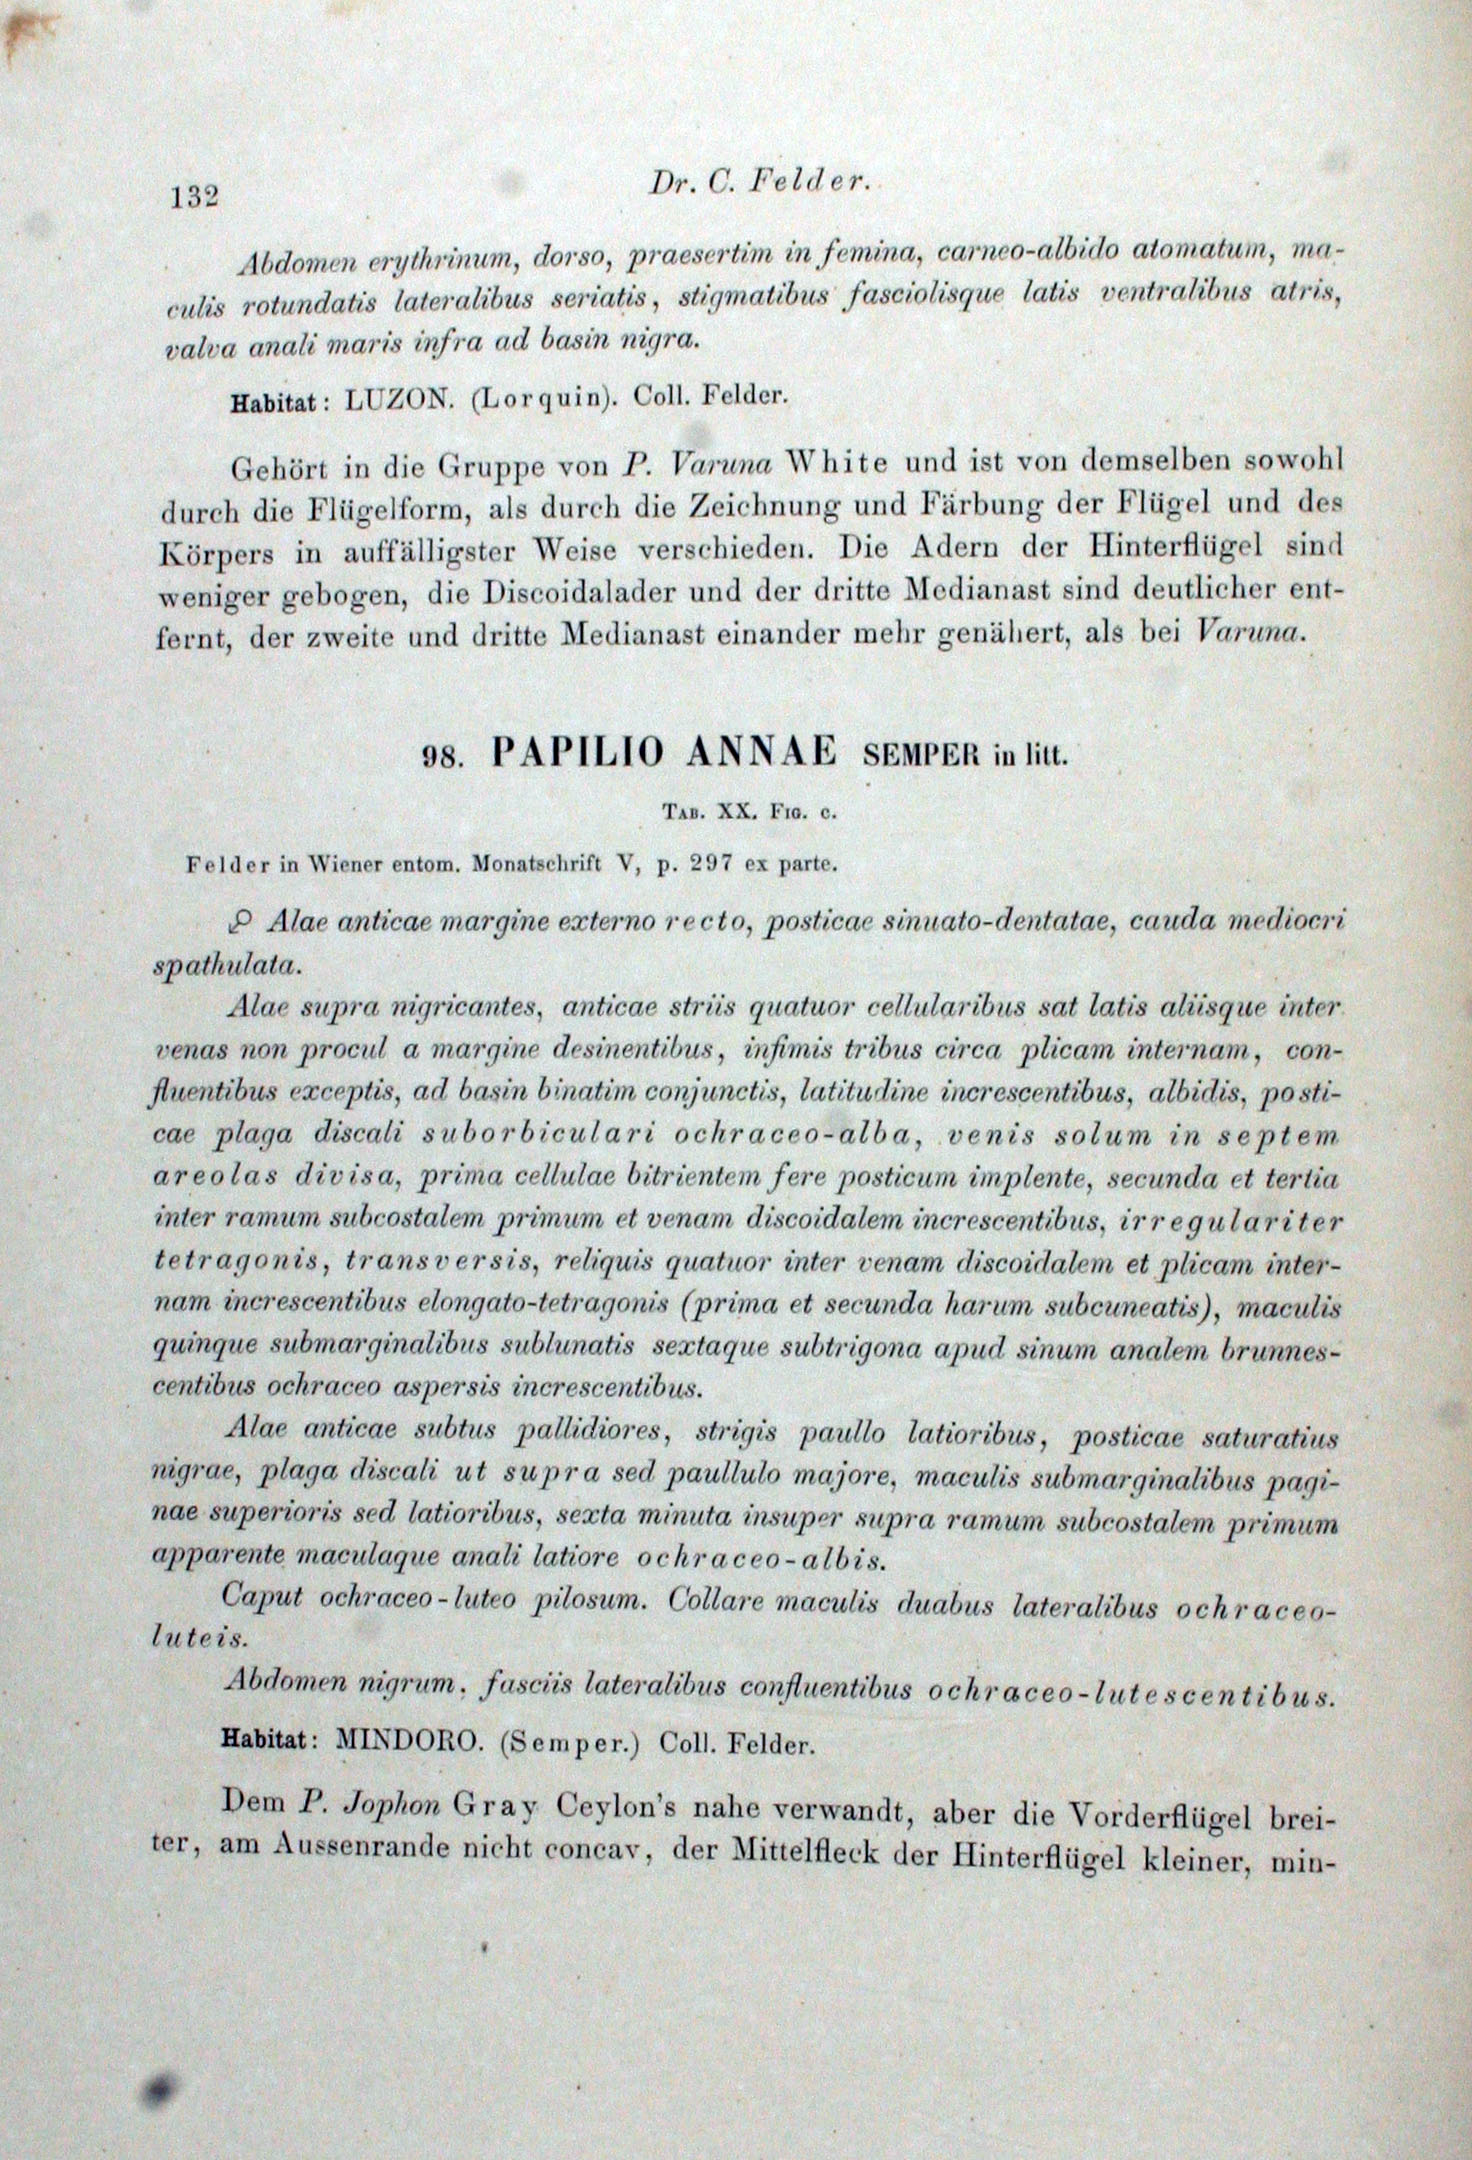 132
Dr. C. Felder.
Abdomen erythrinum, dorso, praesertim in femina, carneo-albido atomatum, ma-
culis rotundatis lateralibus seriatis, stigmatibus fasciolisque latis ventralibus atris,
valva anali maris infra ad basin nigra.
Habitat: LUZON. (Lorquin). Coll. Felder.
Gehört in die Gruppe von P. Varuna White und ist von demselben sowohl
durch die Flügelform, als durch die Zeichnung und Färbung der Flügel und des
Körpers in auffälligster Weise verschieden. Die Adern der Hinterflügel sind
weniger gebogen, die Discoidalader und der dritte Medianast sind deutlicher ent-
fernt, der zweite und dritte Medianast einander mehr genähert, als bei Varuna.
98. PAPILIO ANNAE SEMPER in litt.
TAB. XX. FIG. c.
Felder in Wiener entom. Monatschrift V, p. 297 ex parte.
Alae anticae margine externo recto, posticae sinuato-dentatae, cauda mediocri
spathulata.
Alae supra nigricantes, anticae striis quatuor cellularibus sat latis aliisque inter
venas non procul a margine desinentibus, infimis tribus circa plicam internam, con-
fluentibus exceptis, ad basin binatim conjunctis, latitudine increscentibus, albidis, posti-
cae plaga discali suborbiculari ochraceo-alba, venis solum in septem
areolas divisa, prima cellulae bitrientem fere posticum implente, secunda et tertia
inter ramum subcostalem primum et venam discoidalem increscentibus, irregulariter
tetragonis, transversis, reliquis quatuor inter venam discoidalem et plicam inter-
nam increscentibus elongato-tetragonis (prima et secunda harum subcuneatis), maculis
quinque submarginalibus sublunatis sextaque subtrigona apud sinum analem brunnes-
centibus ochraceo aspersis increscentibus.
Alae anticae subtus pallidiores, strigis paullo latioribus, posticae saturatius
nigrae, plaga discali ut supra sed paullulo majore, maculis submarginalibus pagi-
nae superioris sed latioribus, sexta minuta insuper supra ramum subcostalem primum
apparente maculaque anali latiore ochraceo-albis.
Caput ochraceo-luteo pilosum. Collare maculis duabus lateralibus ochraceo-
luteis.
Abdomen nigrum, fasciis lateralibus confluentibus ochraceo-lutescentibus.
Habitat: MINDORO. (Semper.) Coll. Felder.
Dem P. Jophon Gray Ceylon's nahe verwandt, aber die Vorderflügel brei-
ter, am Aussenrande nicht concav, der Mittelfleck der Hinterflügel kleiner, min-